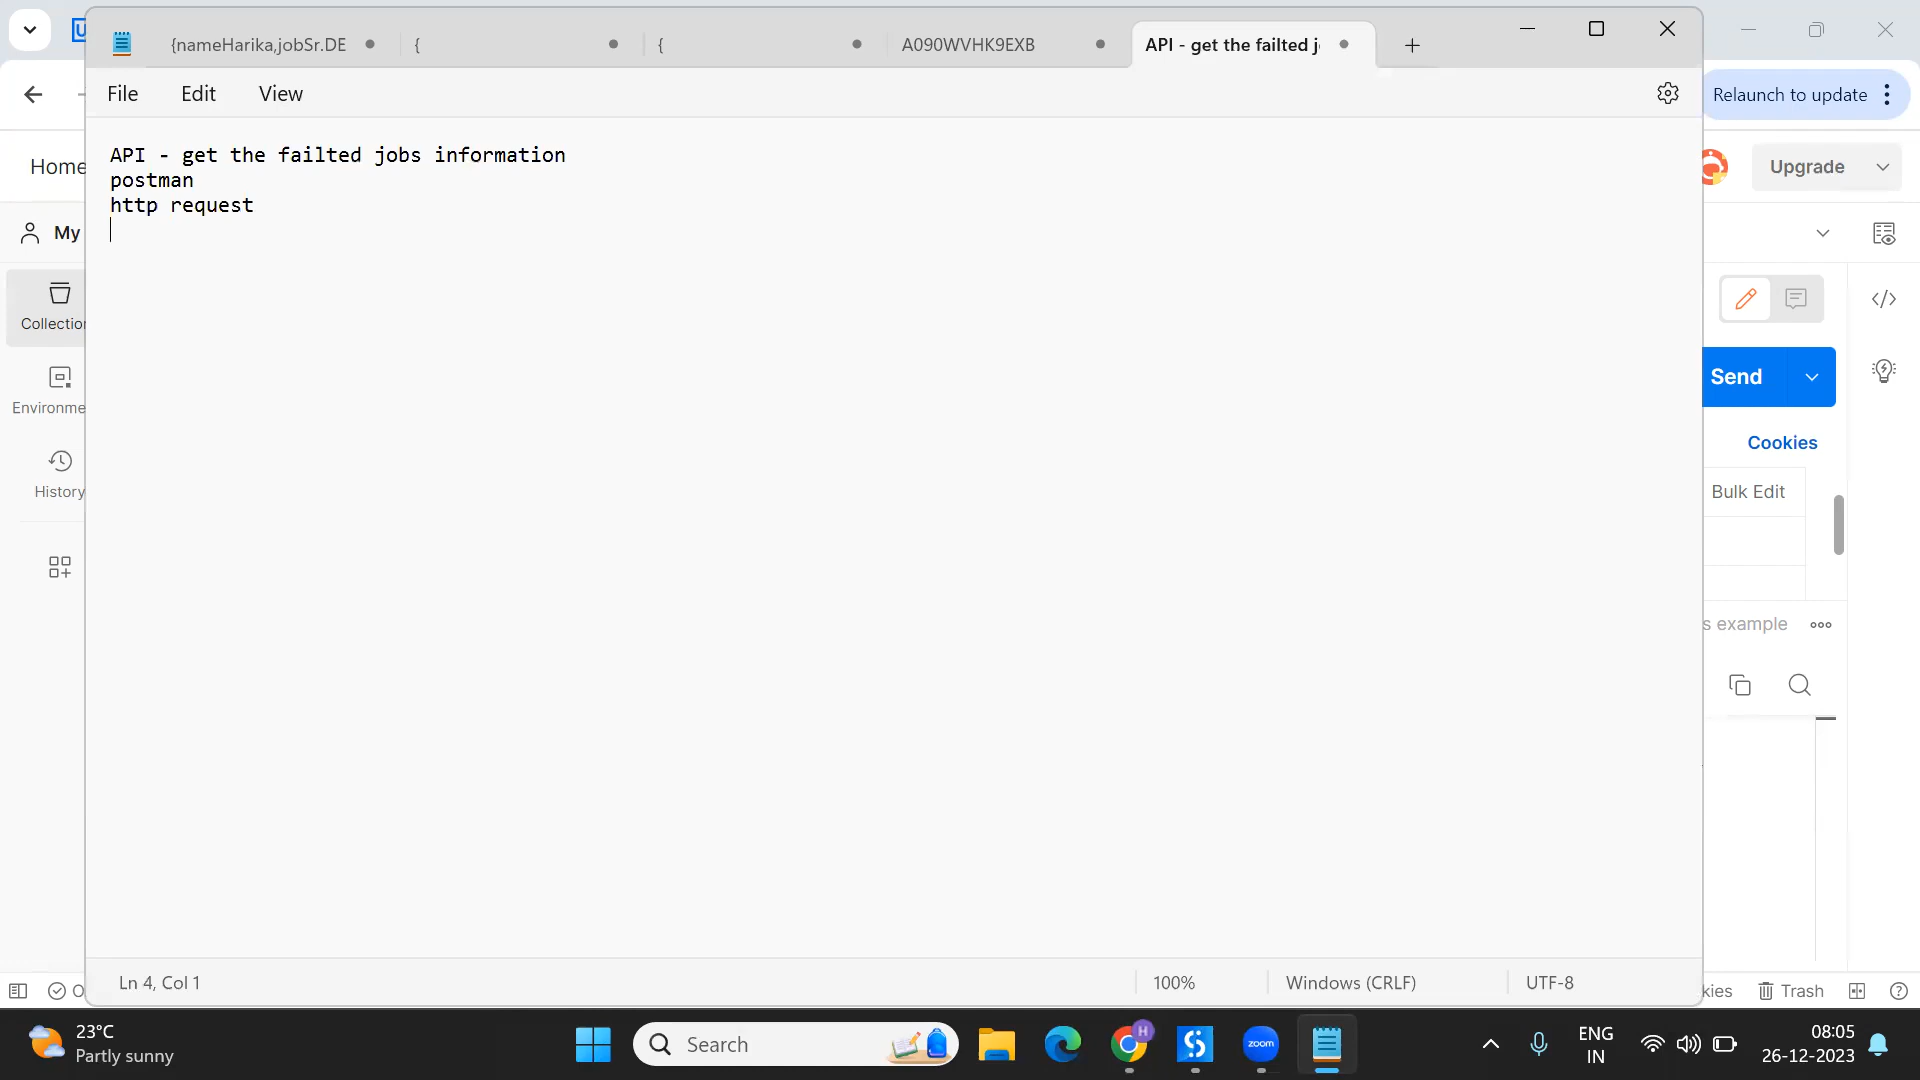 {nameHarika,jobSr.DE
{
{
A090WVHK9EXB
API - get the failted j
File
Edit
View
Relaunch to update
Home
Upgrade
API - get the failted jobs information
postman
http request
My
Collection
Environme
History
Send
Cookies
Bulk Edit
s example
Ln 4, Col 1
100%
Windows (CRLF)
UTF-8
O
kies
Trash
23°C
Partly sunny
Search
H
zoom
ENG
IN
08:05
26-12-2023